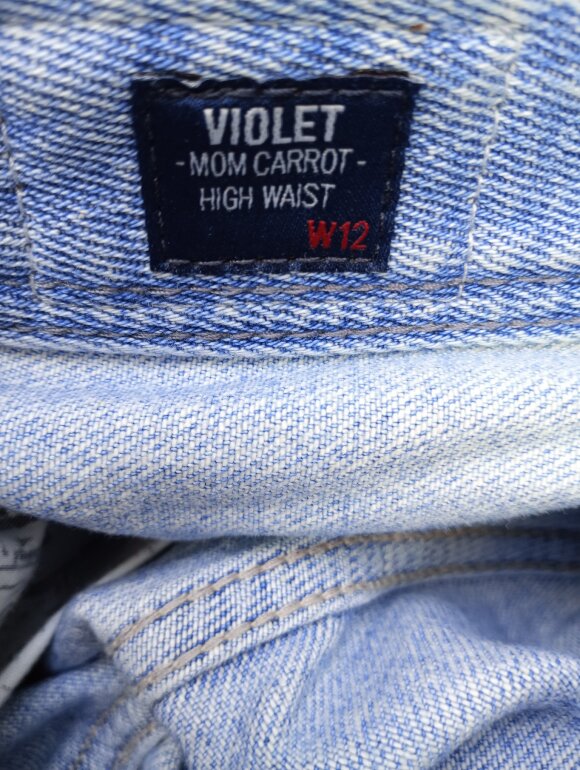 VIOLET
-MOM CARROT-
HIGH WAIST
W12